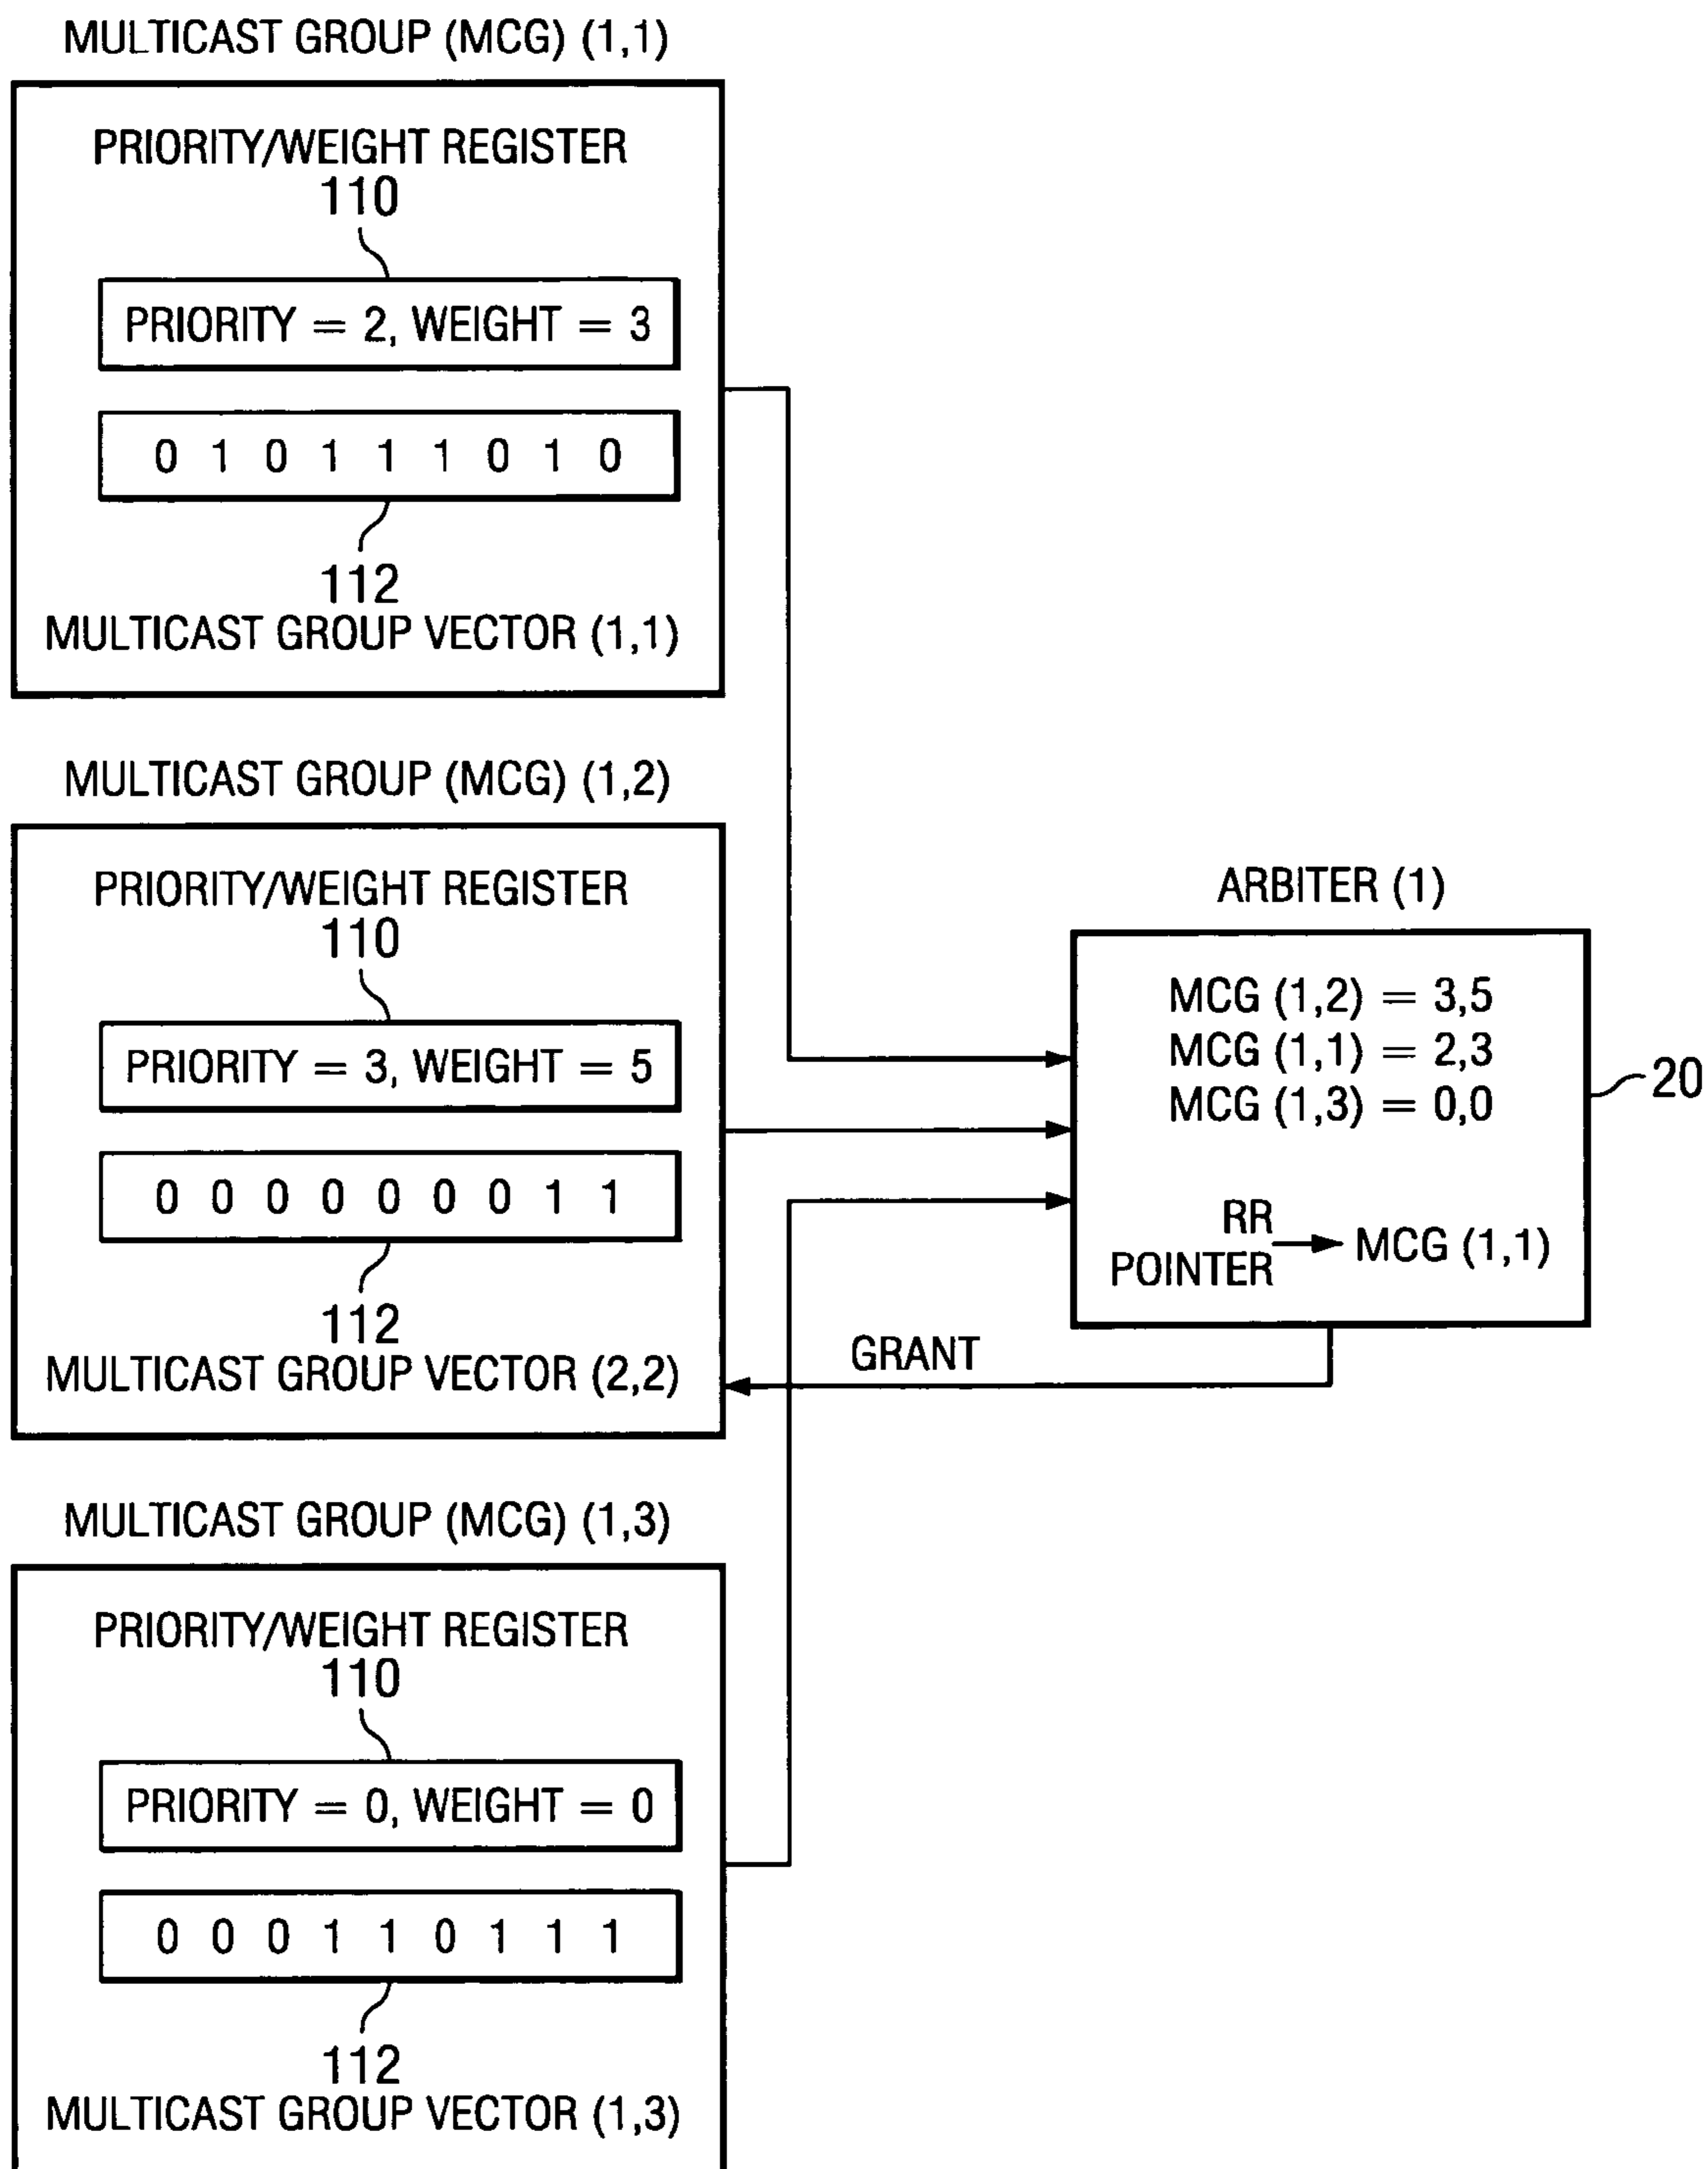 MULTICAST GROUP (MCG) (1,1)
PRIORITY/WEIGHT REGISTER
110
PRIORITY = 2, WEIGHT = 3
0 1 0 1 1 1 0 1 0
112
MULTICAST GROUP VECTOR (1,1)
MULTICAST GROUP (MCG) (1,2)
PRIORITY/WEIGHT REGISTER
110
PRIORITY = 3, WEIGHT = 5
0 0 0 0 0 0 0 1 1
112
MULTICAST GROUP VECTOR (2,2)
ARBITER (1)
MCG (1,2) = 3,5
MCG (1,1) = 2,3
MCG (1,3) = 0,0
20
RR
POINTER
MCG (1,1)
GRANT
MULTICAST GROUP (MCG) (1,3)
PRIORITY/WEIGHT REGISTER
110
PRIORITY = 0, WEIGHT = 0
0 0 0 1 1 0 1 1 1
112
MULTICAST GROUP VECTOR (1,3)